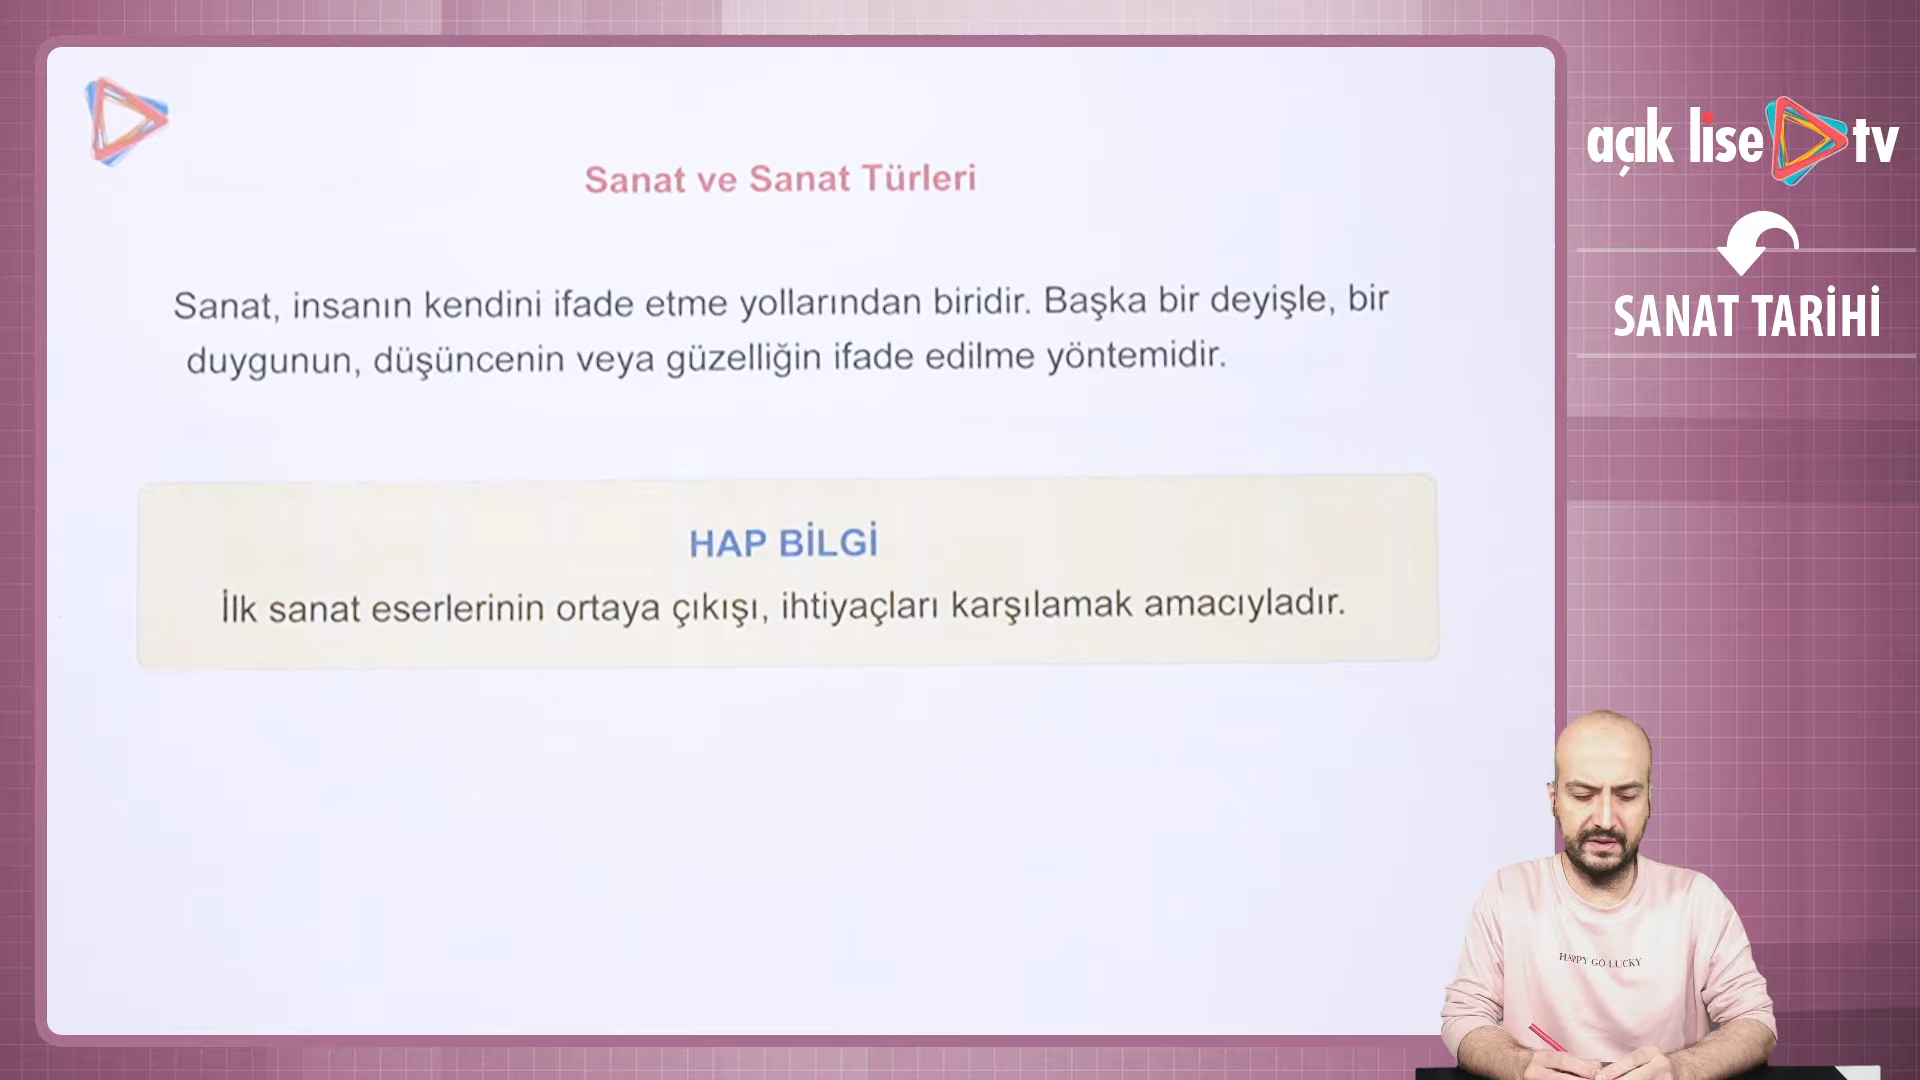 Sanat ve Sanat Türleri
Sanat, insanın kendini ifade etme yollarından biridir. Başka bir deyişle, bir
duygunun, düşüncenin veya güzelliğin ifade edilme yöntemidir.
HAP BİLGİ
İlk sanat eserlerinin ortaya çıkışı, ihtiyaçları karşılamak amacıyladır.
açık lise tv
SANAT TARİHİ
HAPPY GO LUCKY